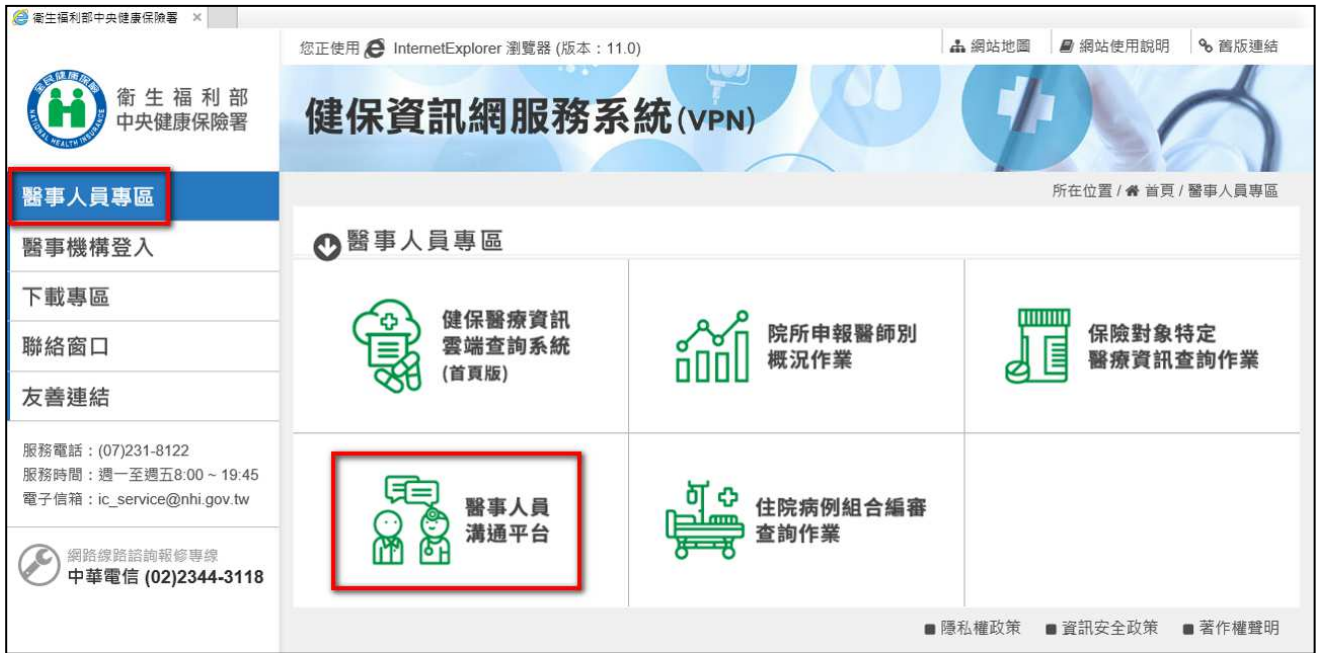 衛生福利部中央健康保險署
您正使用 InternetExplorer 瀏覽器 (版本：11.0)
網站地圖
網站使用說明
舊版連結
全民健康保險
NATIONAL HEALTH INSURANCE
衛生福利部
中央健康保險署
健保資訊網服務系統(VPN)
所在位置 / 首頁 / 醫事人員專區
醫事人員專區
醫事機構登入
下載專區
聯絡窗口
友善連結
服務電話：(07)231-8122
服務時間：週一至週五8:00 ~ 19:45
電子信箱：ic_service@nhi.gov.tw
網路線路諮詢報修專線
中華電信 (02)2344-3118
醫事人員專區
健保醫療資訊
雲端查詢系統
(首頁版)
院所申報醫師別
概況作業
保險對象特定
醫療資訊查詢作業
醫事人員
溝通平台
住院病例組合編審
查詢作業
隱私權政策
資訊安全政策
著作權聲明